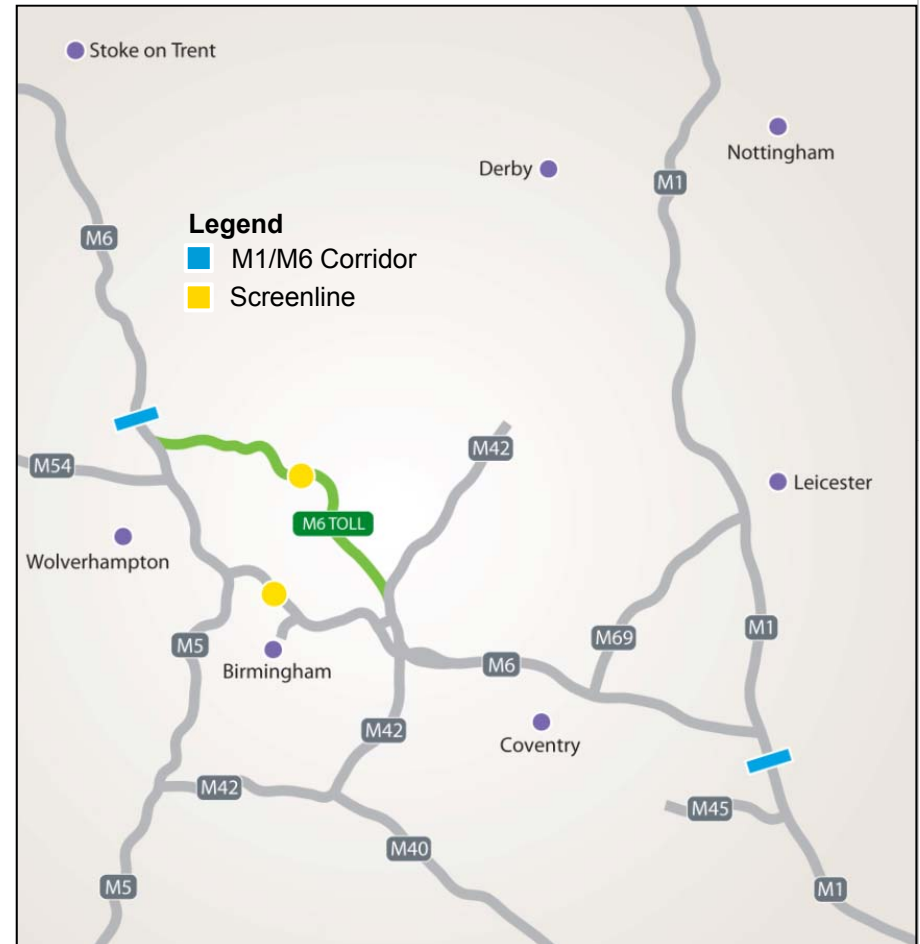 Stoke on Trent
Nottingham
Derby
M1
M6
Legend
M1/M6 Corridor
Screenline
M42
M54
Leicester
M6 TOLL
Wolverhampton
M5
M69
M1
Birmingham
M6
Coventry
M42
M42
M45
M40
M5
M1